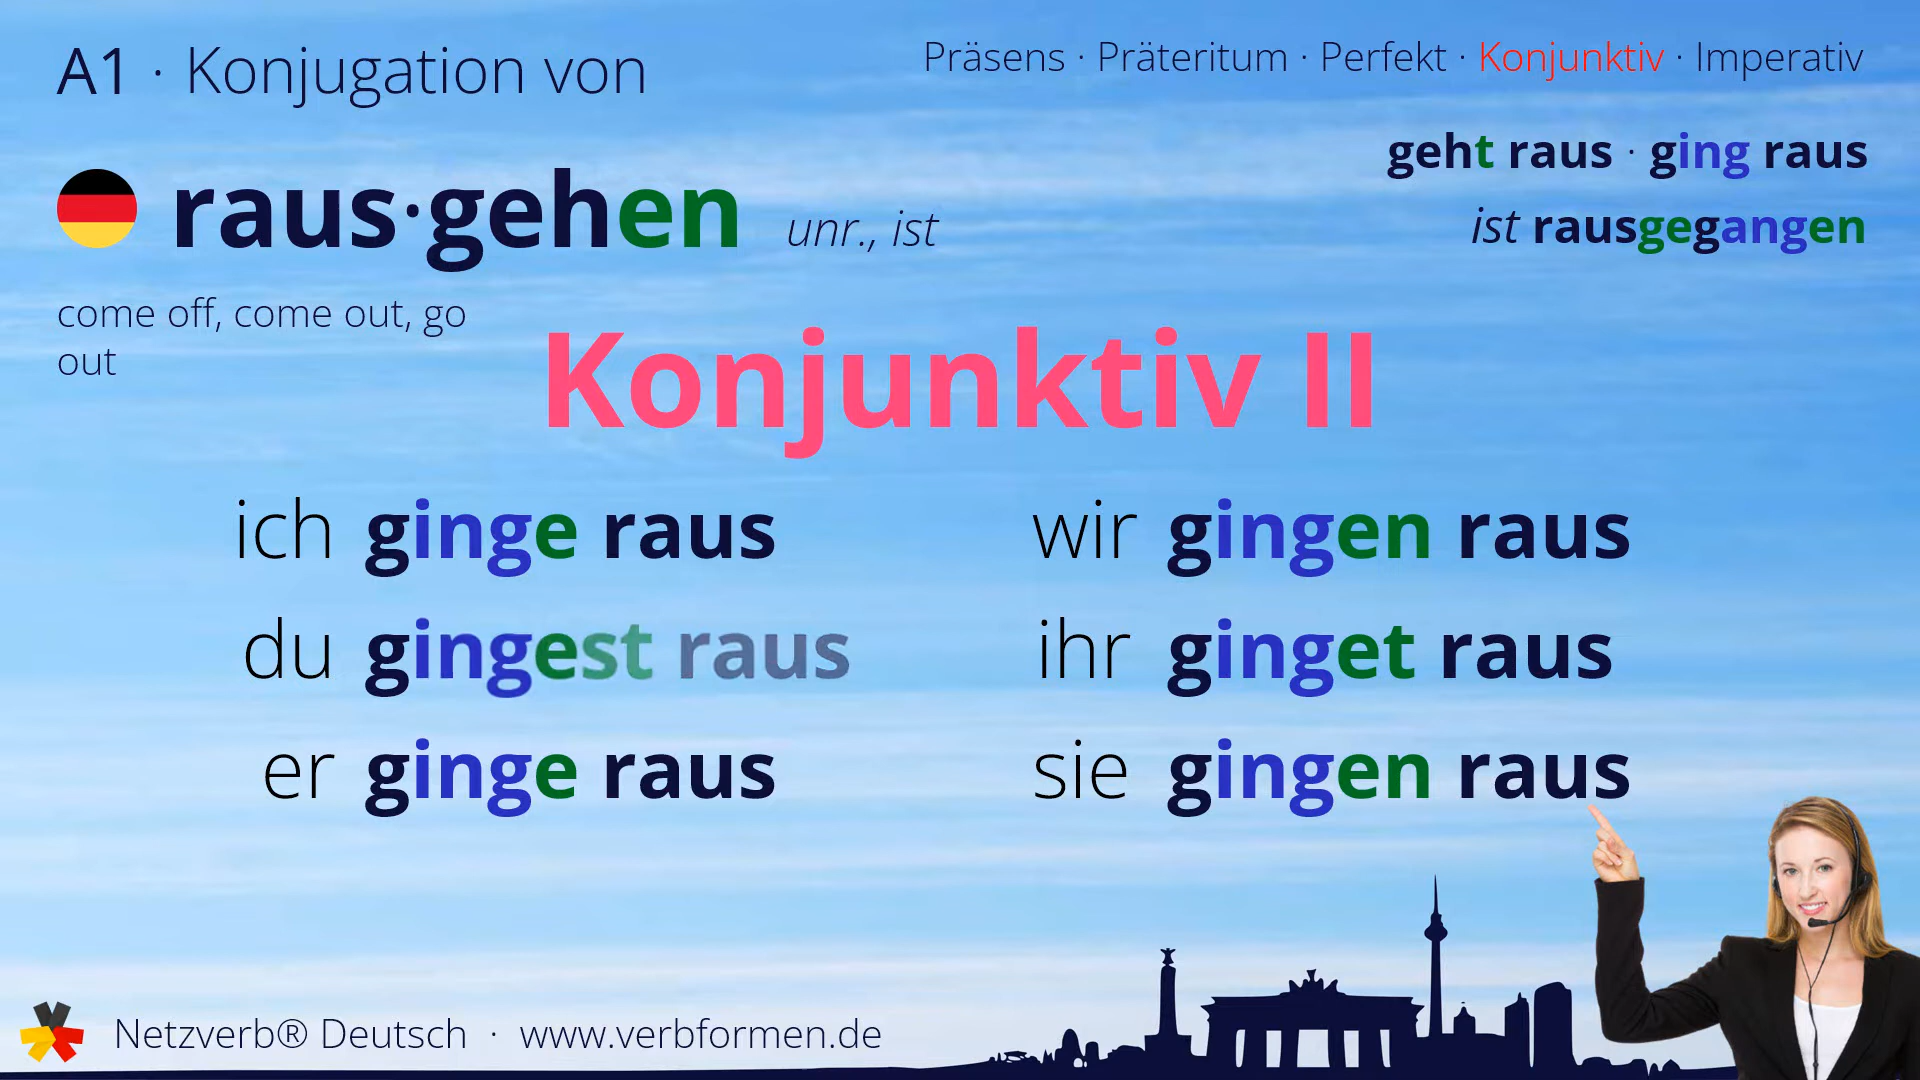 A1 · Konjugation von
Präsens · Präteritum · Perfekt · Konjunktiv · Imperativ
raus·gehen unr., ist
geht raus · ging raus
ist rausgegangen
come off, come out, go
out
Konjunktiv II
ich ginge raus
du gingest raus
er ginge raus
wir gingen raus
ihr ginget raus
sie gingen raus
Netzverb® Deutsch · www.verbformen.de